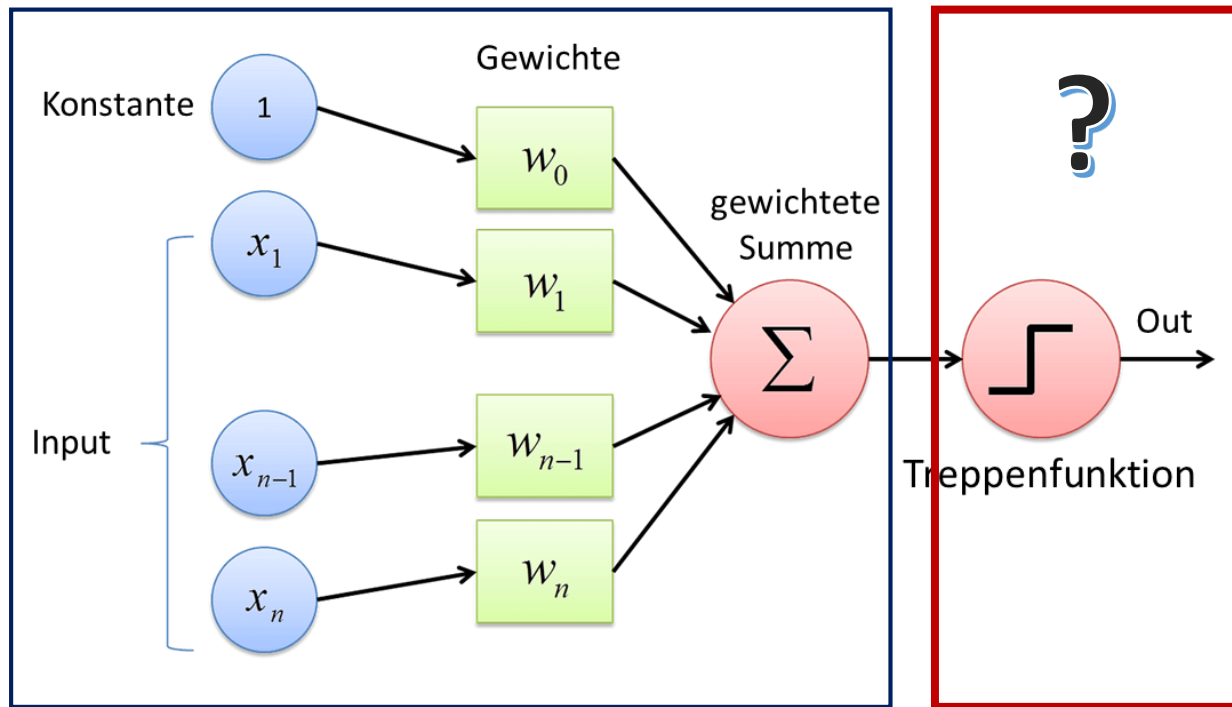 Konstante
1
Gewichte
w₀
?
x₁
w₁
gewichtete
Summe
Σ
Out
Input
xₙ₋₁
wₙ₋₁
Treppenfunktion
xₙ
wₙ